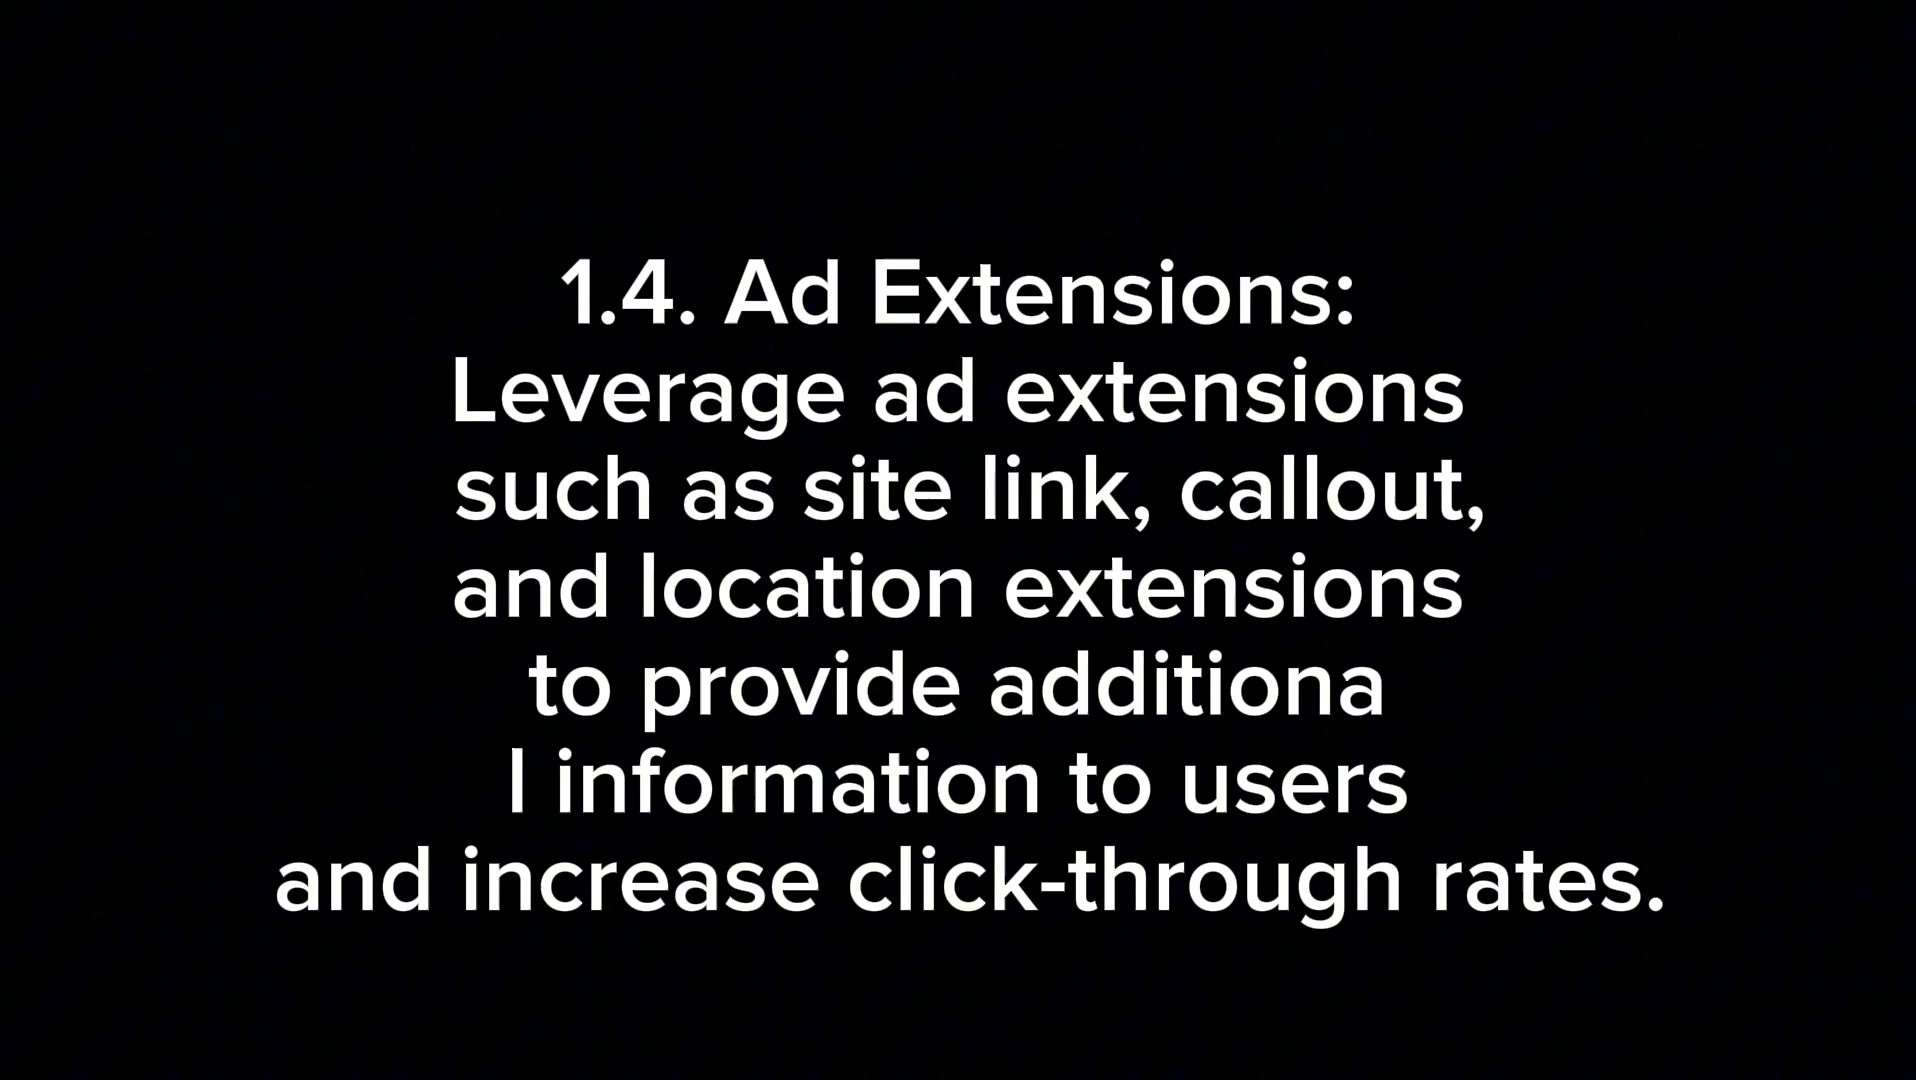 1.4. Ad Extensions:
Leverage ad extensions
such as site link, callout,
and location extensions
to provide additiona
l information to users
and increase click-through rates.